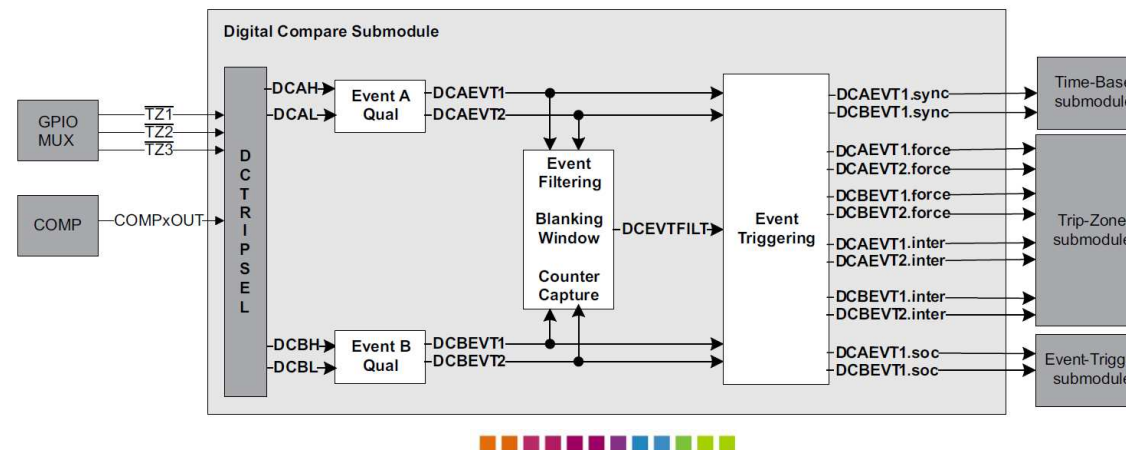 Digital Compare Submodule
GPIO
MUX
TZ1
TZ2
TZ3
COMP
COMPxOUT
D
C
T
R
I
P
S
E
L
DCAH
DCAL
Event A
Qual
DCAEVT1
DCAEVT2
DCBH
DCBL
Event B
Qual
DCBEVT1
DCBEVT2
Event
Filtering
Blanking
Window
Counter
Capture
DCEVTFILT
Event
Triggering
DCAEVT1.sync
DCBEVT1.sync
DCAEVT1.force
DCAEVT2.force
DCBEVT1.force
DCBEVT2.force
DCAEVT1.inter
DCAEVT2.inter
DCBEVT1.inter
DCBEVT2.inter
DCAEVT1.soc
DCBEVT1.soc
Time-Base
submodule
Trip-Zone
submodule
Event-Trigg
submodule